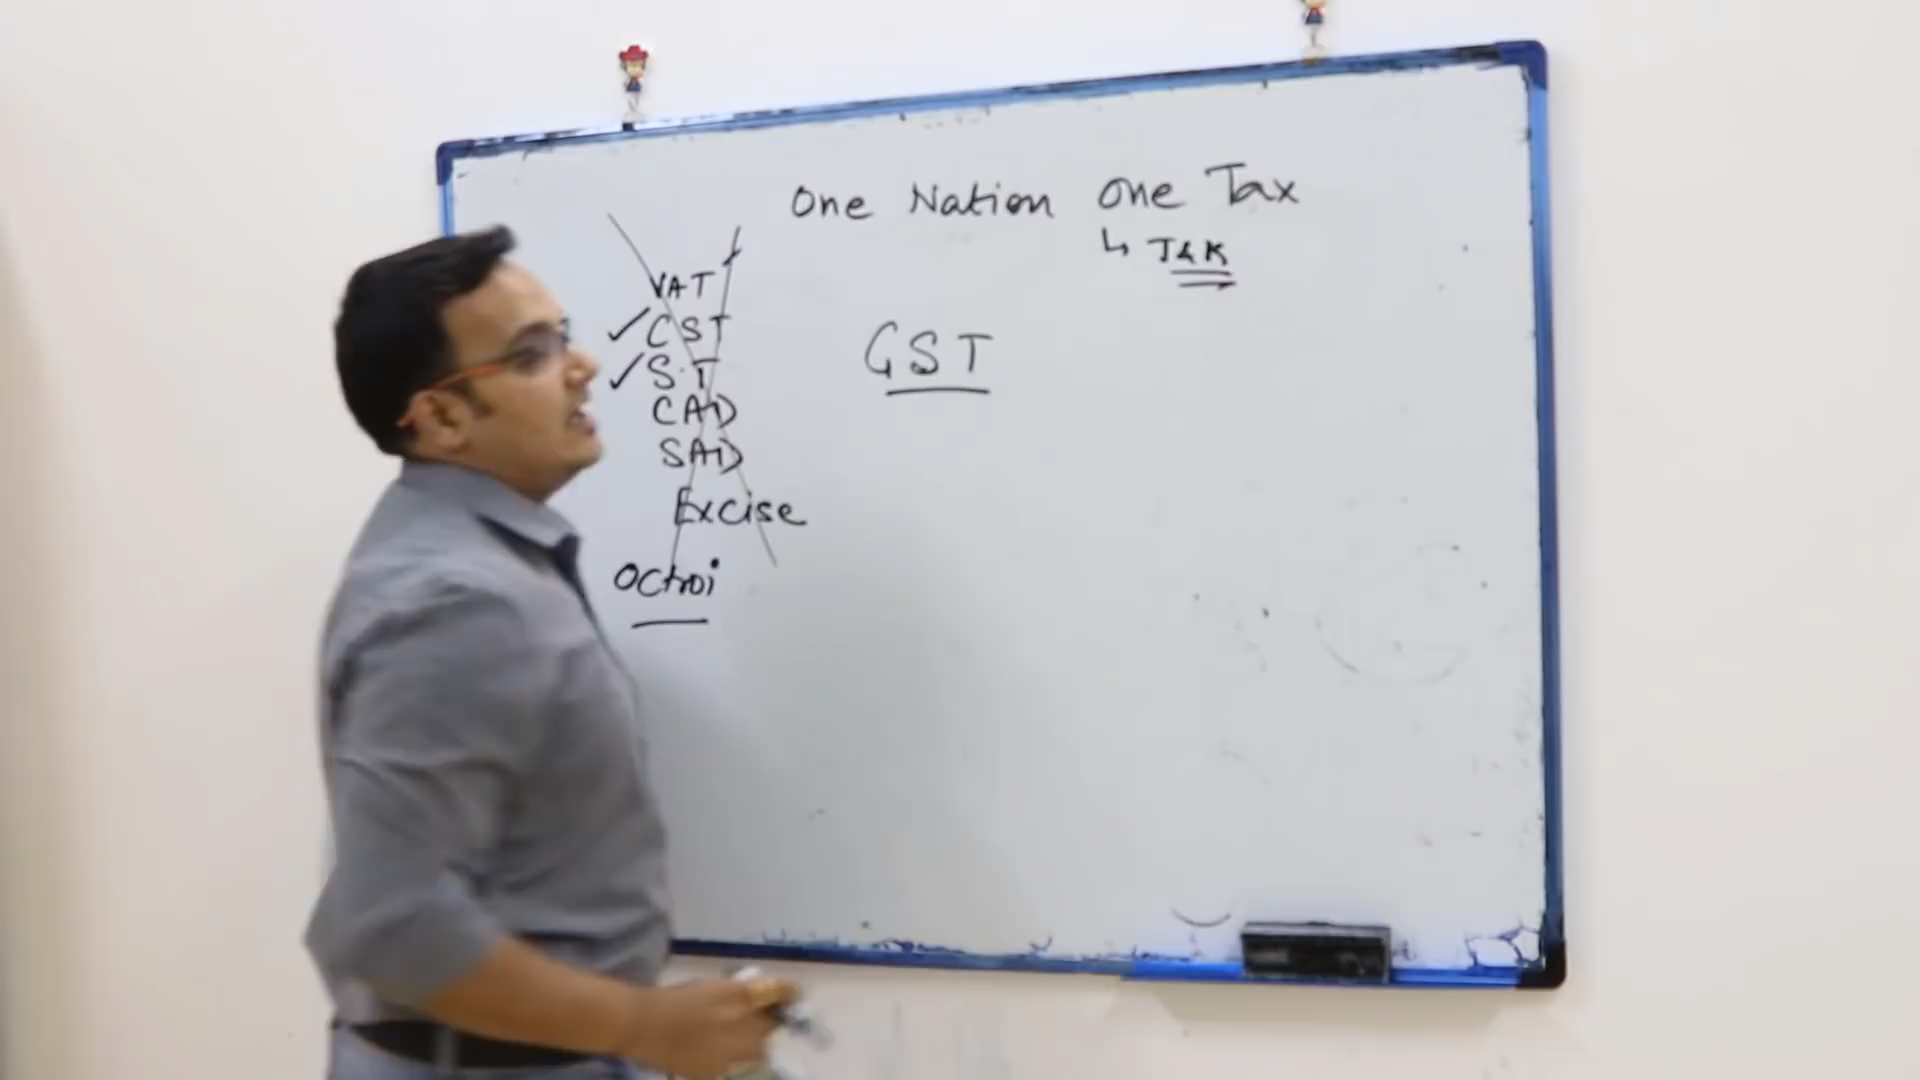 One Nation One Tax
↳ J&K
VAT
✓ CST
✓ S.T
CAD
SAD
Excise
Octroi
GST